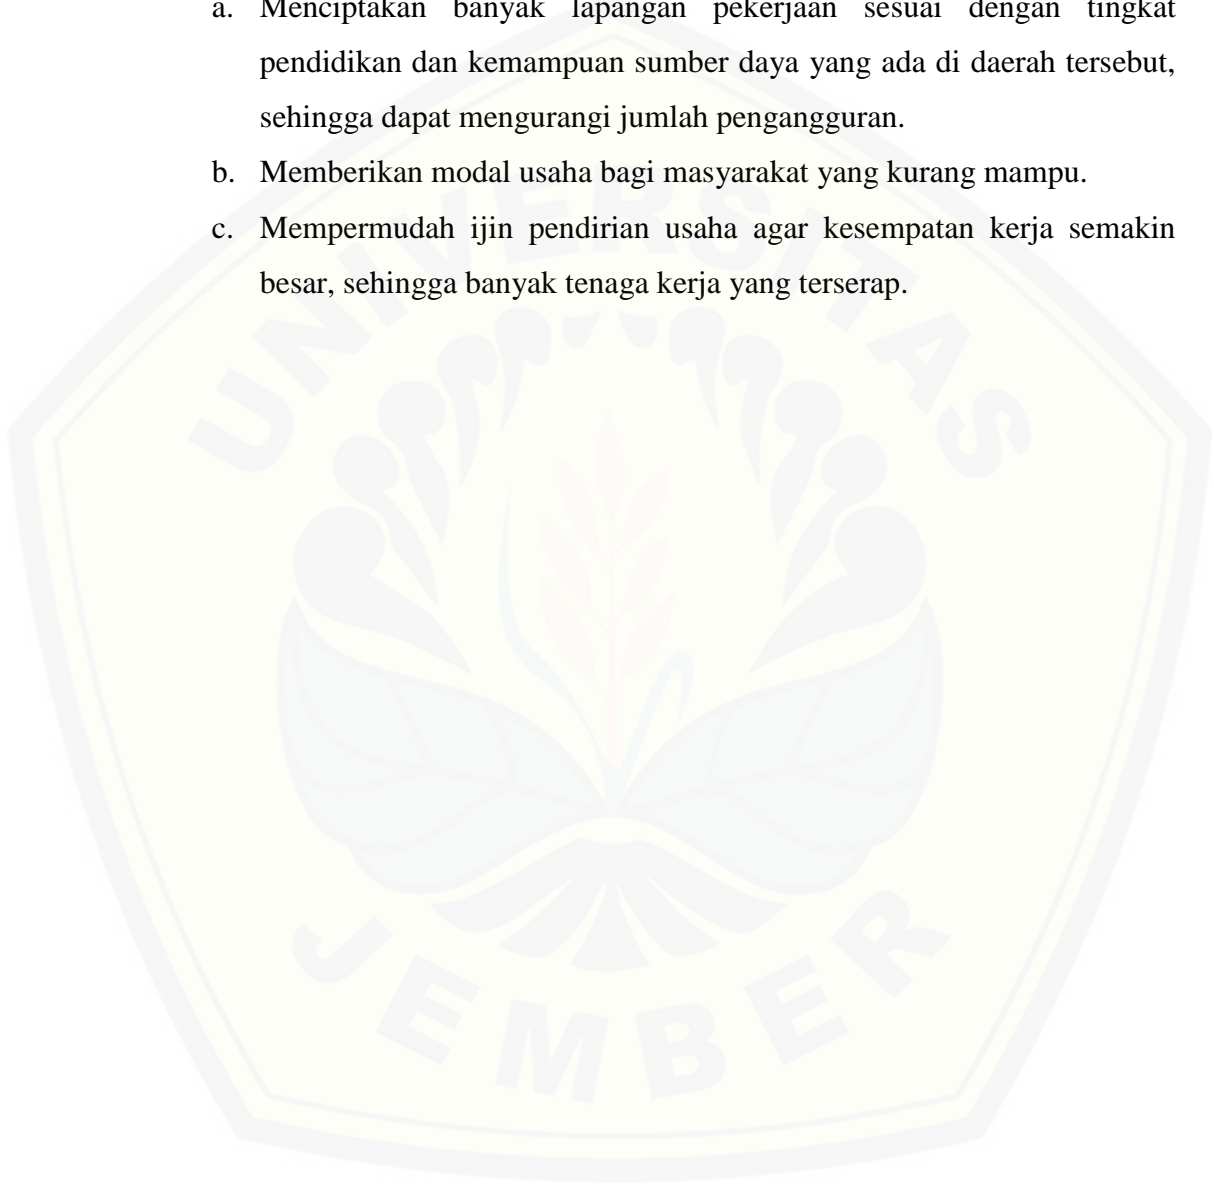 a. Menciptakan banyak lapangan pekerjaan sesuai dengan tingkat
pendidikan dan kemampuan sumber daya yang ada di daerah tersebut,
sehingga dapat mengurangi jumlah pengangguran.
b. Memberikan modal usaha bagi masyarakat yang kurang mampu.
c. Mempermudah ijin pendirian usaha agar kesempatan kerja semakin
besar, sehingga banyak tenaga kerja yang terserap.
UNIVERSITAS
JEMBER